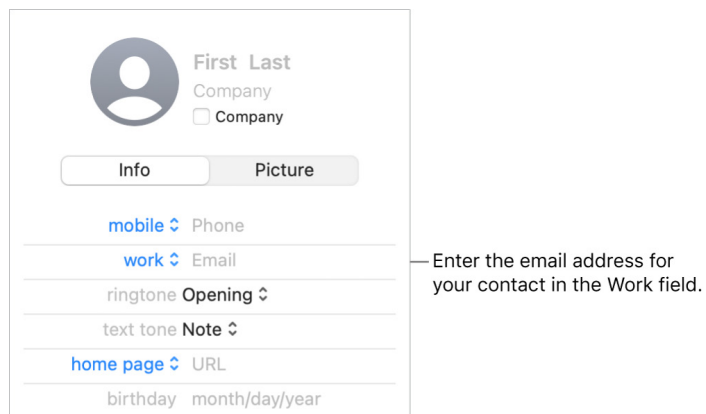 First Last
Company
Company
Info Picture
mobile Phone
work Email
ringtone Opening
text tone Note
home page URL
birthday month/day/year
Enter the email address for
your contact in the Work field.